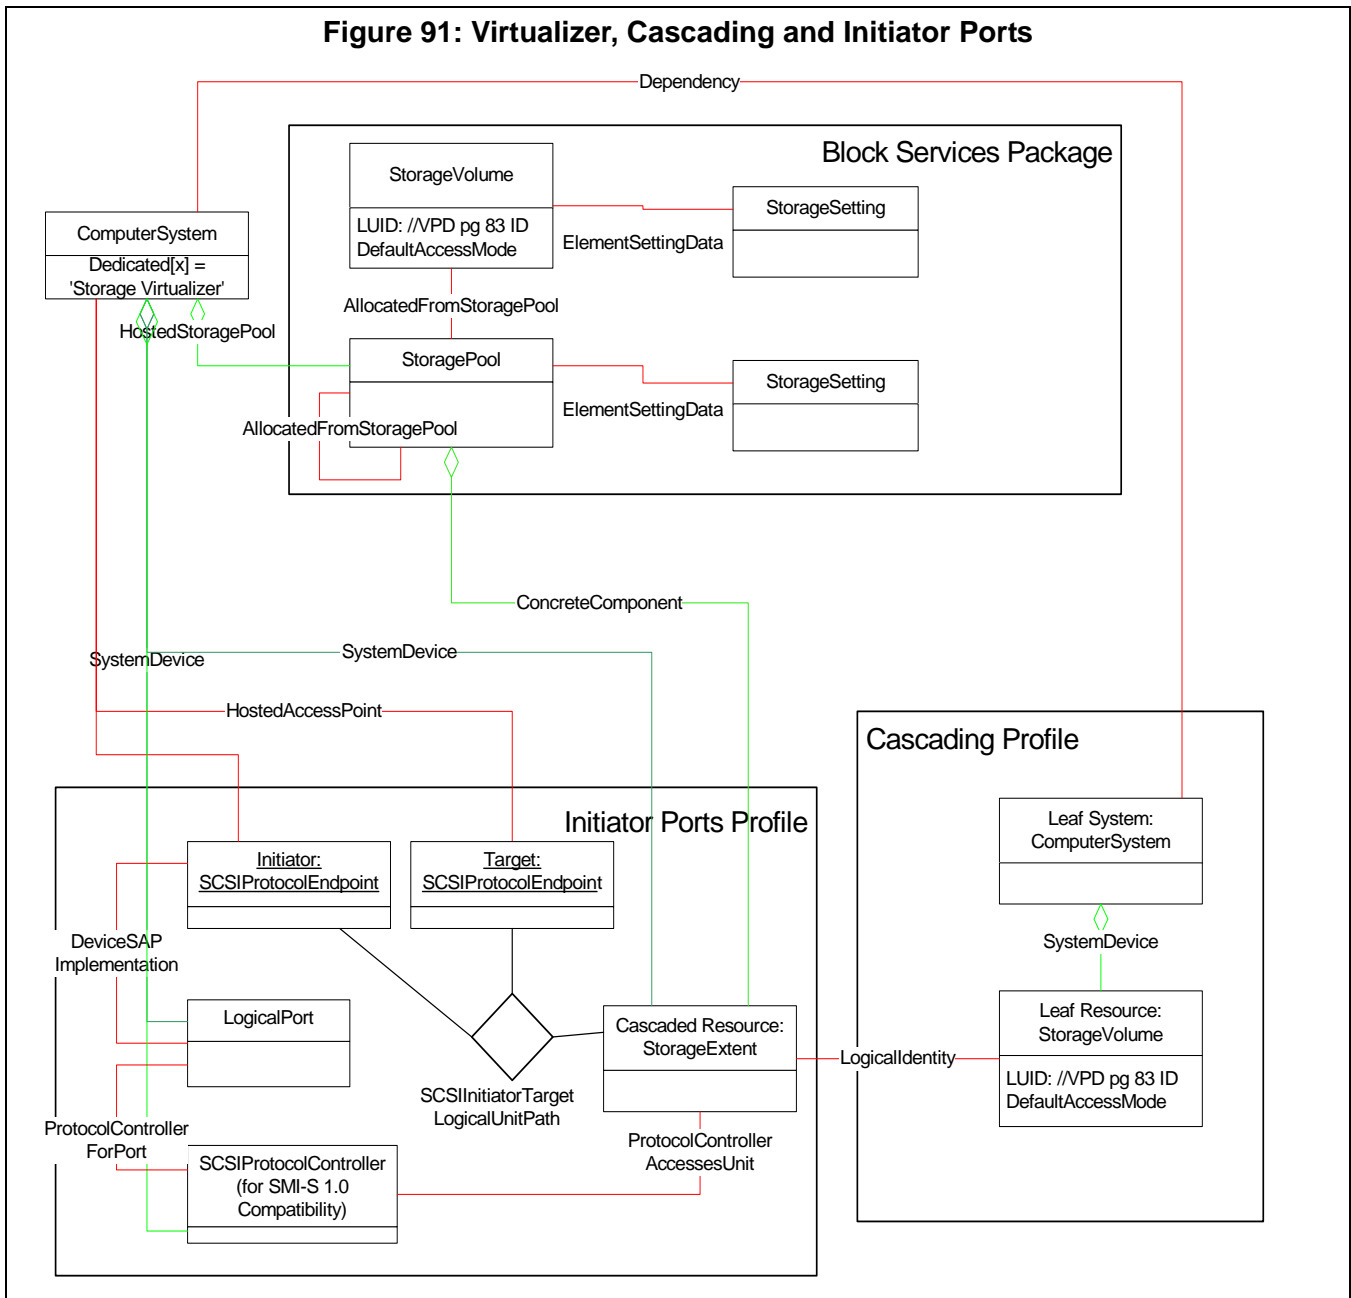 Figure 91: Virtualizer, Cascading and Initiator Ports
Dependency
Block Services Package
StorageVolume
LUID: //VPD pg 83 ID
DefaultAccessMode
StorageSetting
ElementSettingData
ComputerSystem
Dedicated[x] =
'Storage Virtualizer'
AllocatedFromStoragePool
HostedStoragePool
StoragePool
StorageSetting
ElementSettingData
AllocatedFromStoragePool
ConcreteComponent
SystemDevice
SystemDevice
HostedAccessPoint
Cascading Profile
Initiator Ports Profile
Leaf System:
ComputerSystem
Initiator:
SCSIProtocolEndpoint
Target:
SCSIProtocolEndpoint
DeviceSAP
Implementation
SystemDevice
LogicalPort
Cascaded Resource:
StorageExtent
Leaf Resource:
StorageVolume
LUID: //VPD pg 83 ID
DefaultAccessMode
LogicalIdentity
SCSIInitiatorTarget
LogicalUnitPath
ProtocolController
ForPort
ProtocolController
AccessesUnit
SCSIProtocolController
(for SMI-S 1.0
Compatibility)